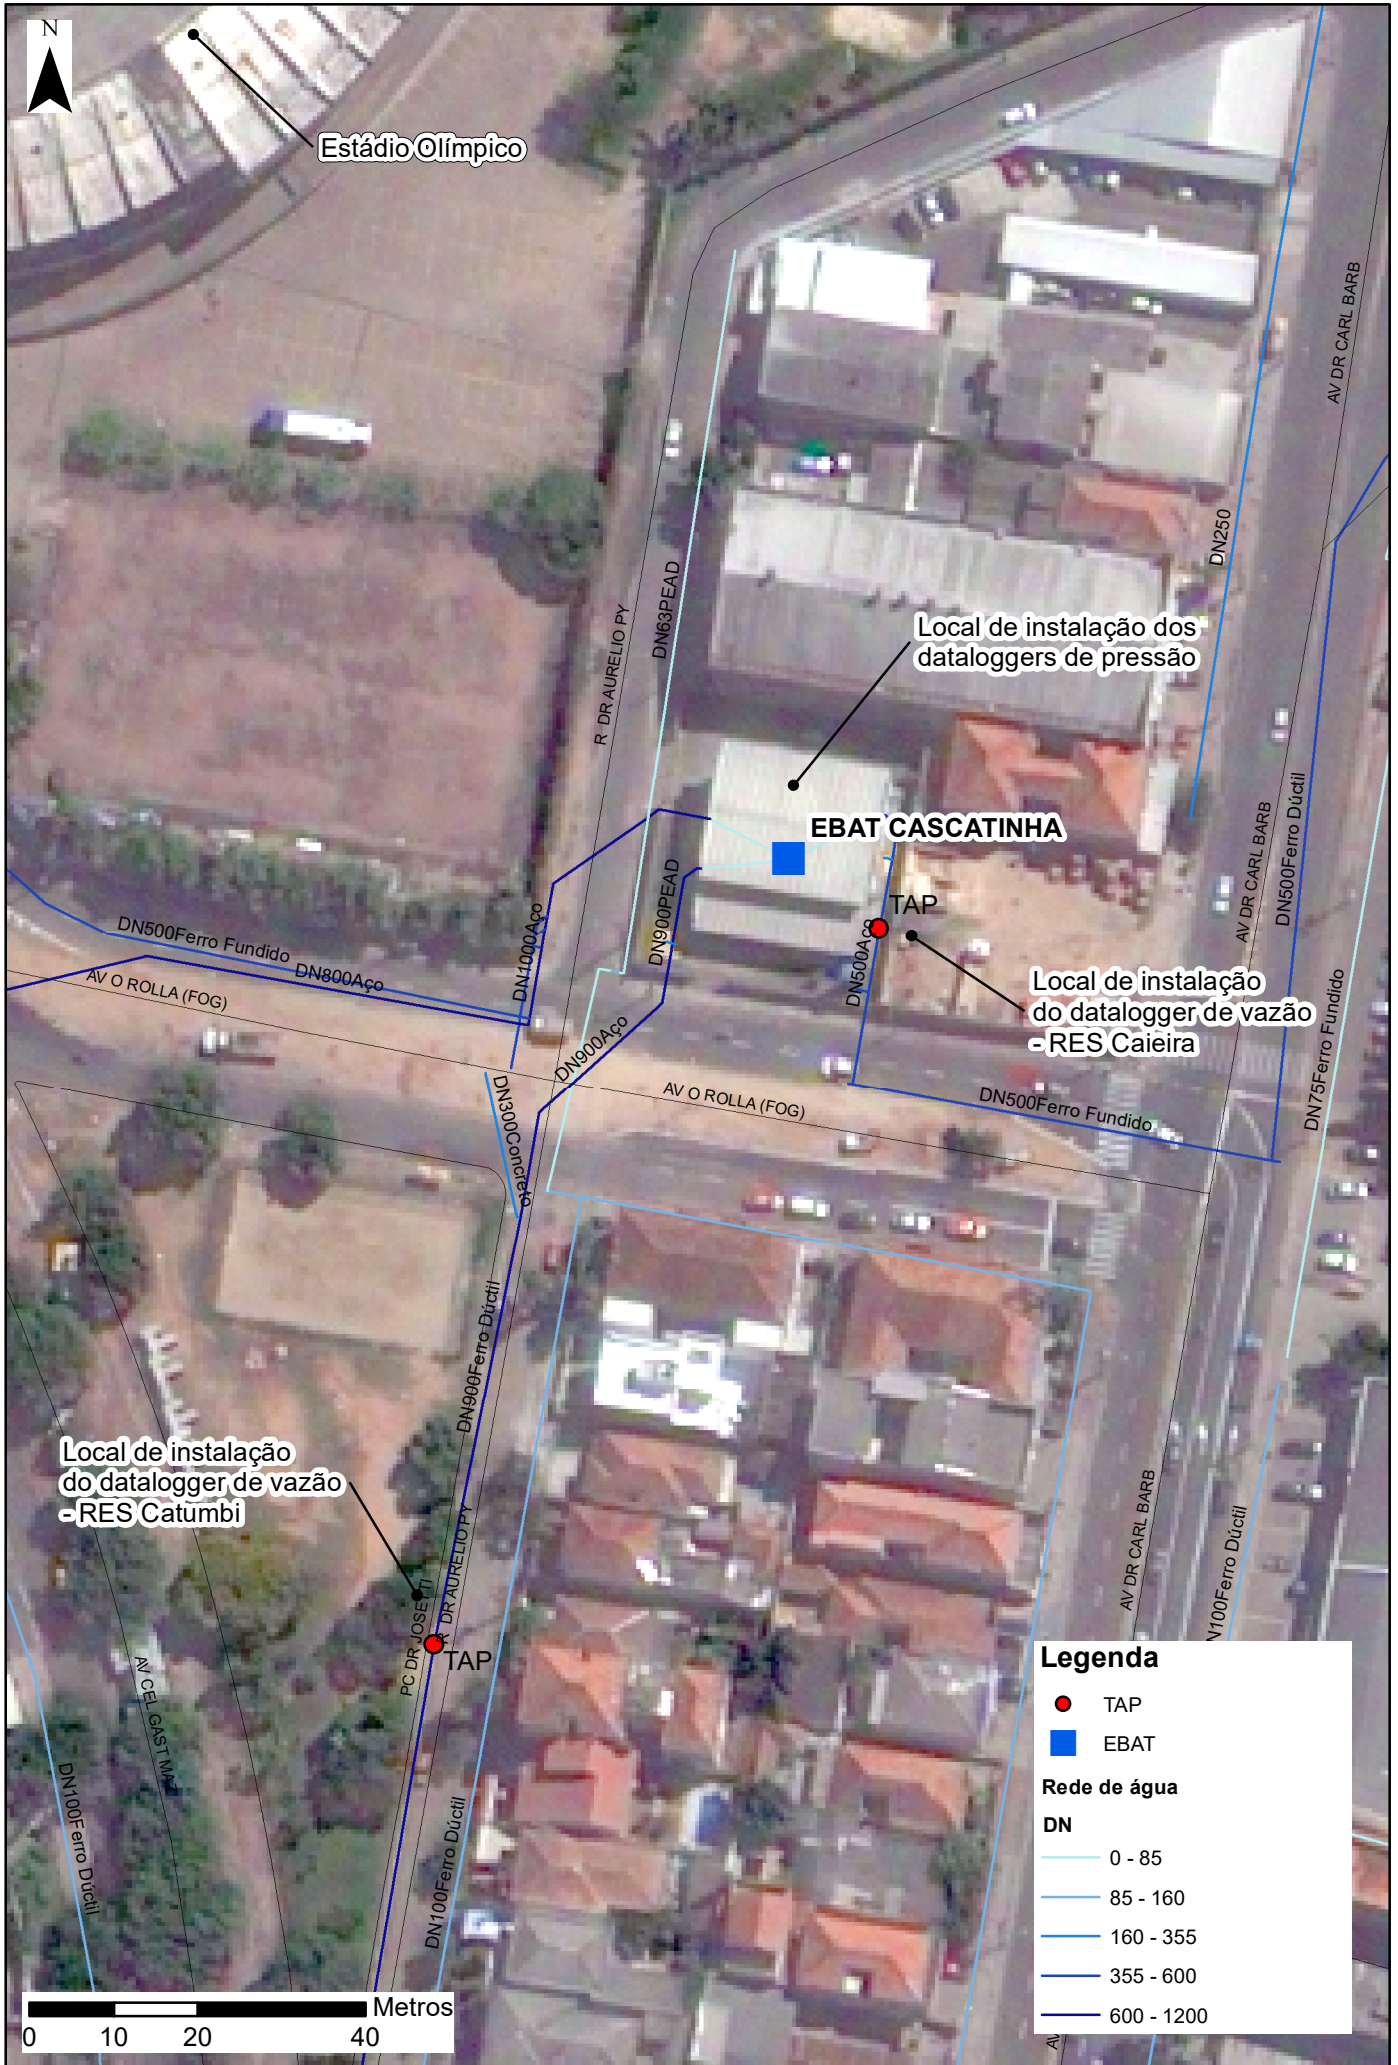 N
Estádio Olímpico
AV DR CARL BARB
DN250
DN63PEAD
R DR AURELIO PY
Local de instalação dos
dataloggers de pressão
EBAT CASCATINHA
AV DR CARL BARB
DN500Ferro Dúctil
DN900PEAD
TAP
DN1000Aço
DN500Aço
DN500Ferro Fundido
DN800Aço
AV O ROLLA (FOG)
Local de instalação
do datalogger de vazão
- RES Caieira
DN75Ferro Fundido
DN900Aço
AV O ROLLA (FOG)
DN500Ferro Fundido
DN300Concreto
DN900Ferro Dúctil
Local de instalação
do datalogger de vazão
- RES Catumbi
R DR AURELIO PY
PC DR JOSETTI
TAP
AV DR CARL BARB
N100Ferro Dúctil
AV CEL GAST MAZ
DN100Ferro Dúctil
DN100Ferro Dúctil
Legenda
TAP
EBAT
Rede de água
DN
0 - 85
85 - 160
160 - 355
355 - 600
600 - 1200
AV
Metros
0 10 20 40